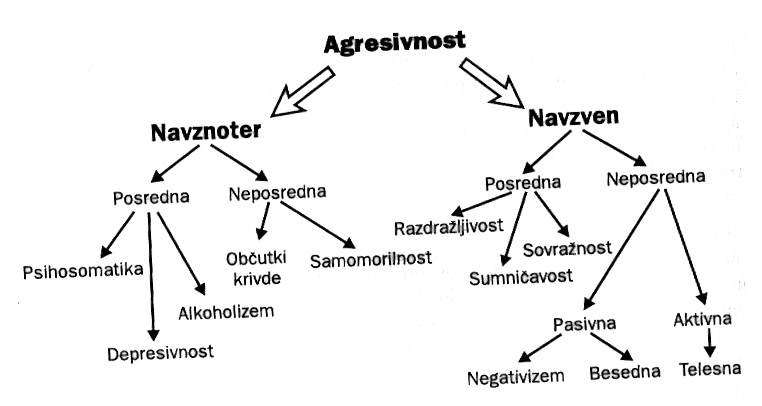 Agresivnost
Navznoter
Navzven
Posredna
Neposredna
Posredna
Neposredna
Psihosomatika
Občutki
krivde
Samomorilnost
Alkoholizem
Depresivnost
Razdražljivost
Sovražnost
Sumničavost
Pasivna
Aktivna
Negativizem
Besedna
Telesna